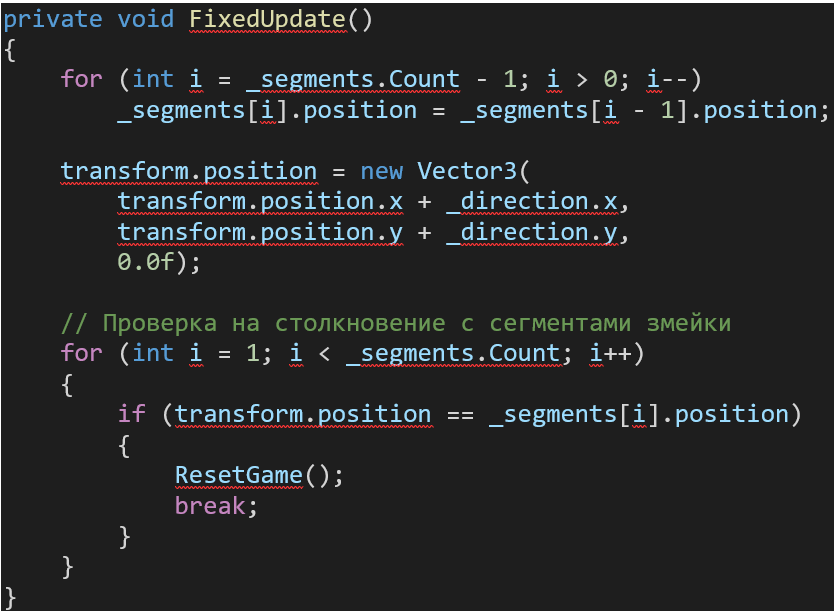 private void FixedUpdate()
{
    for (int i = _segments.Count - 1; i > 0; i--)
        _segments[i].position = _segments[i - 1].position;

    transform.position = new Vector3(
        transform.position.x + _direction.x,
        transform.position.y + _direction.y,
        0.0f);

    // Проверка на столкновение с сегментами змейки
    for (int i = 1; i < _segments.Count; i++)
    {
        if (transform.position == _segments[i].position)
        {
            ResetGame();
            break;
        }
    }
}